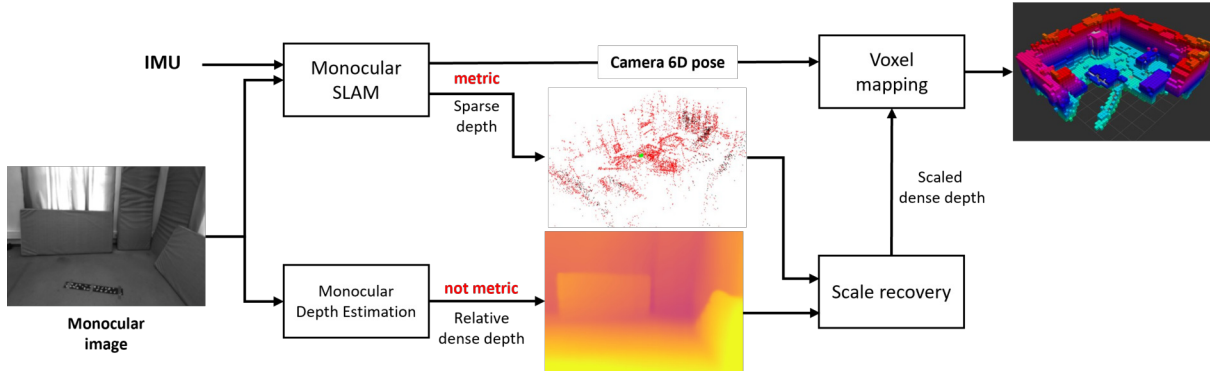 IMU
Monocular
SLAM
metric
Sparse
depth
Camera 6D pose
Voxel
mapping
Scaled
dense depth
Monocular
image
Monocular
Depth Estimation
not metric
Relative
dense depth
Scale recovery